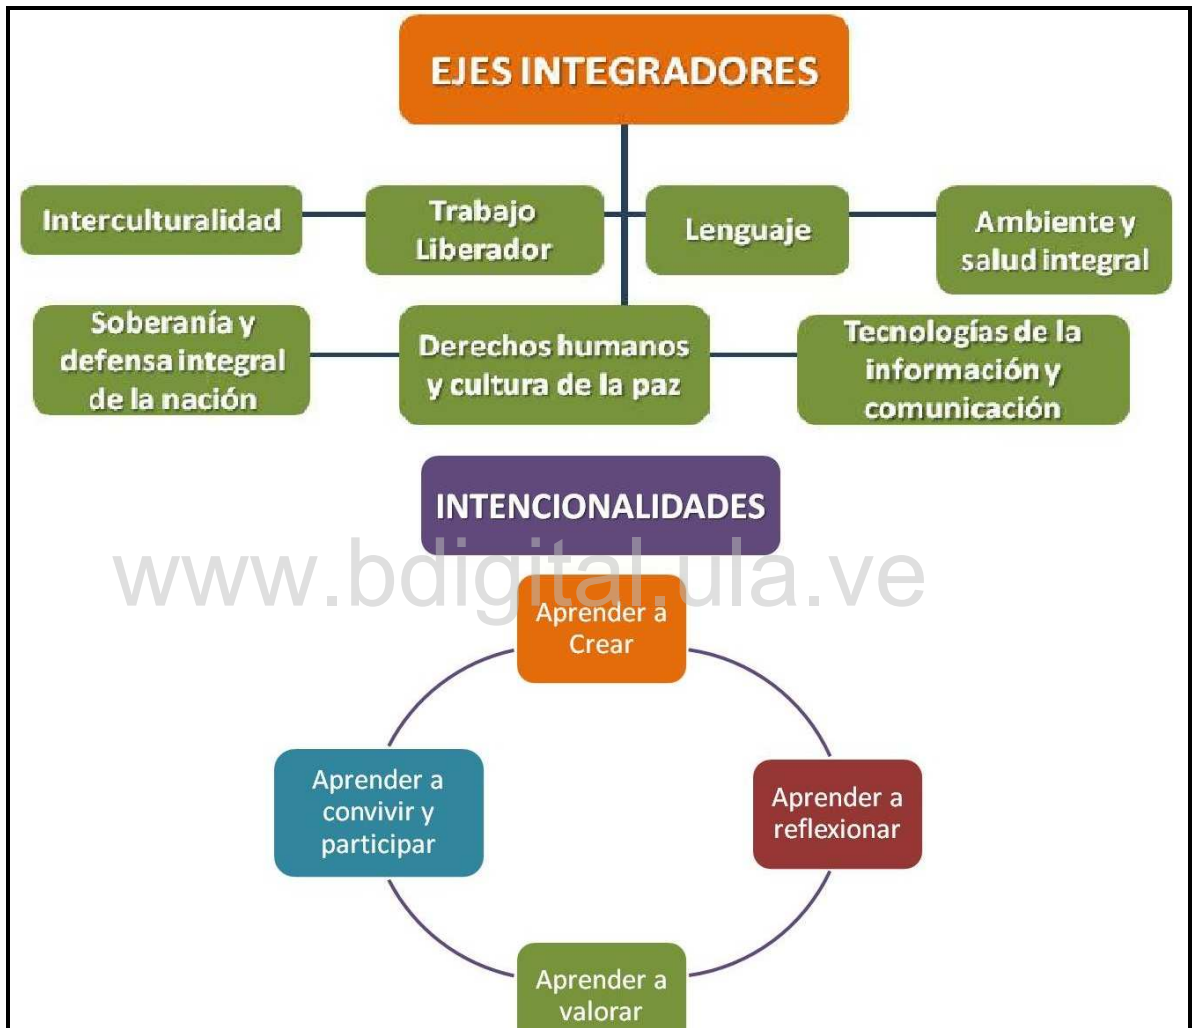 EJES INTEGRADORES
Interculturalidad
Trabajo
Liberador
Lenguaje
Ambiente y
salud integral
Soberanía y
defensa integral
de la nación
Derechos humanos
y cultura de la paz
Tecnologías de la
información y
comunicación
INTENCIONALIDADES
www.bdigital.ula.ve
Aprender a
Crear
Aprender a
convivir y
participar
Aprender a
reflexionar
Aprender a
valorar